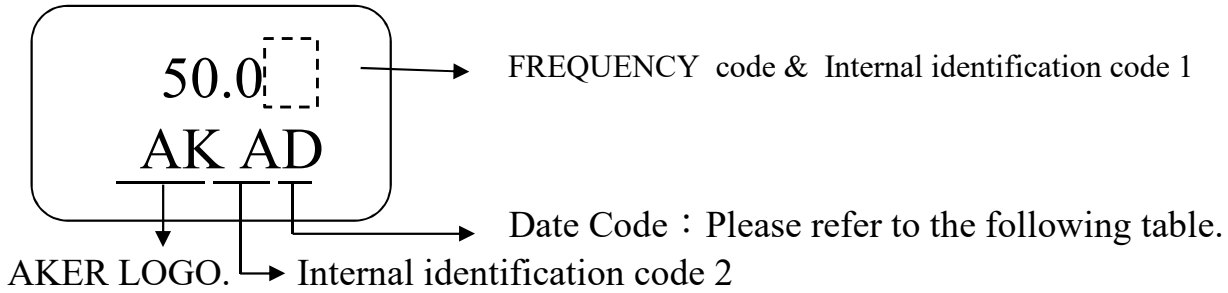 50.0 FREQUENCY code & Internal identification code 1
AK AD
Date Code：Please refer to the following table.
AKER LOGO. Internal identification code 2